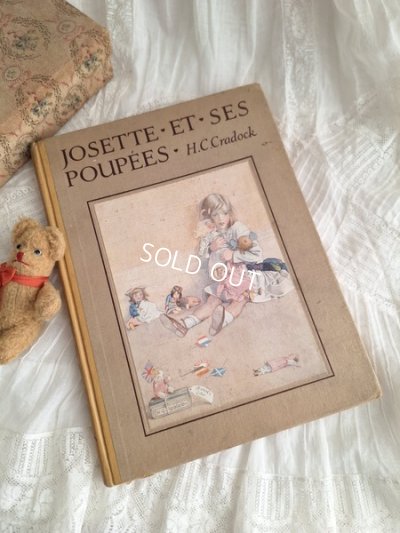 JOSETTE · ET · SES
POUPÉES · H.C Cradock
SOLD OUT